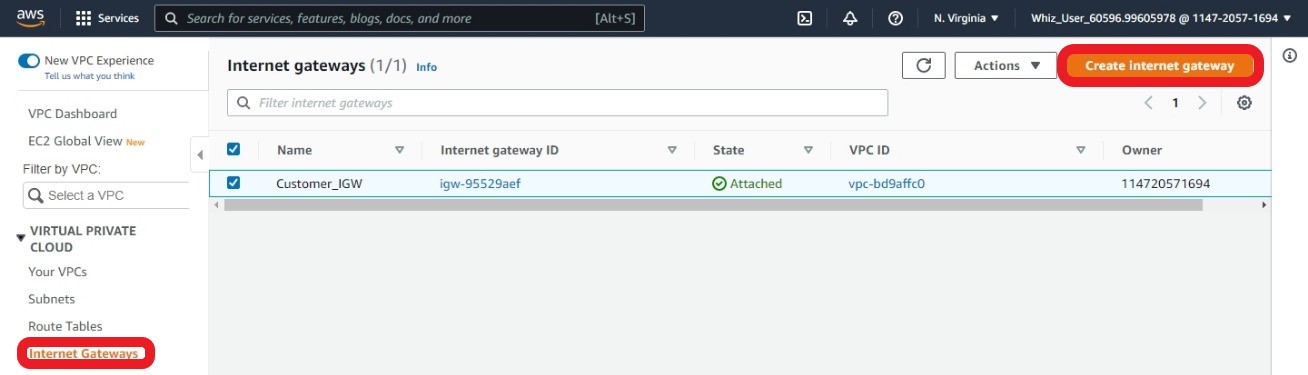 aws Services Search for services, features, blogs, docs, and more [Alt+S] N. Virginia Whiz_User_60596.99605978 @ 1147-2057-1694
New VPC Experience
Tell us what you think
VPC Dashboard
EC2 Global View New
Filter by VPC:
Select a VPC
VIRTUAL PRIVATE
CLOUD
Your VPCs
Subnets
Route Tables
Internet Gateways
Internet gateways (1/1) Info Actions Create internet gateway
Filter internet gateways 1
Name Internet gateway ID State VPC ID Owner
Customer_IGW igw-95529aef Attached vpc-bd9affc0 114720571694